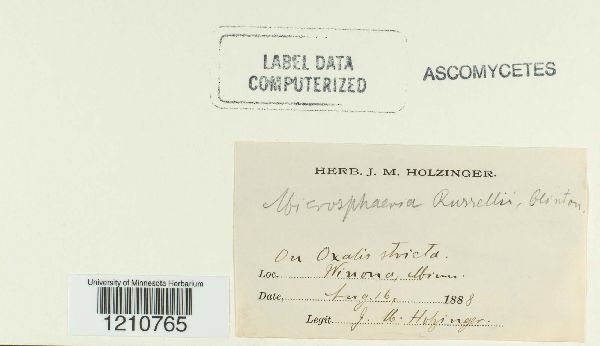 LABEL DATA
COMPUTERIZED
ASCOMYCETES
HERB. J. M. HOLZINGER.
Microsphaeria Russellii, Clinton.
On Oxalis stricta.
Loc. Winona, Minn.
Date, Aug. 16, 1888
Legit. J. M. Holzinger.
University of Minnesota Herbarium
1210765